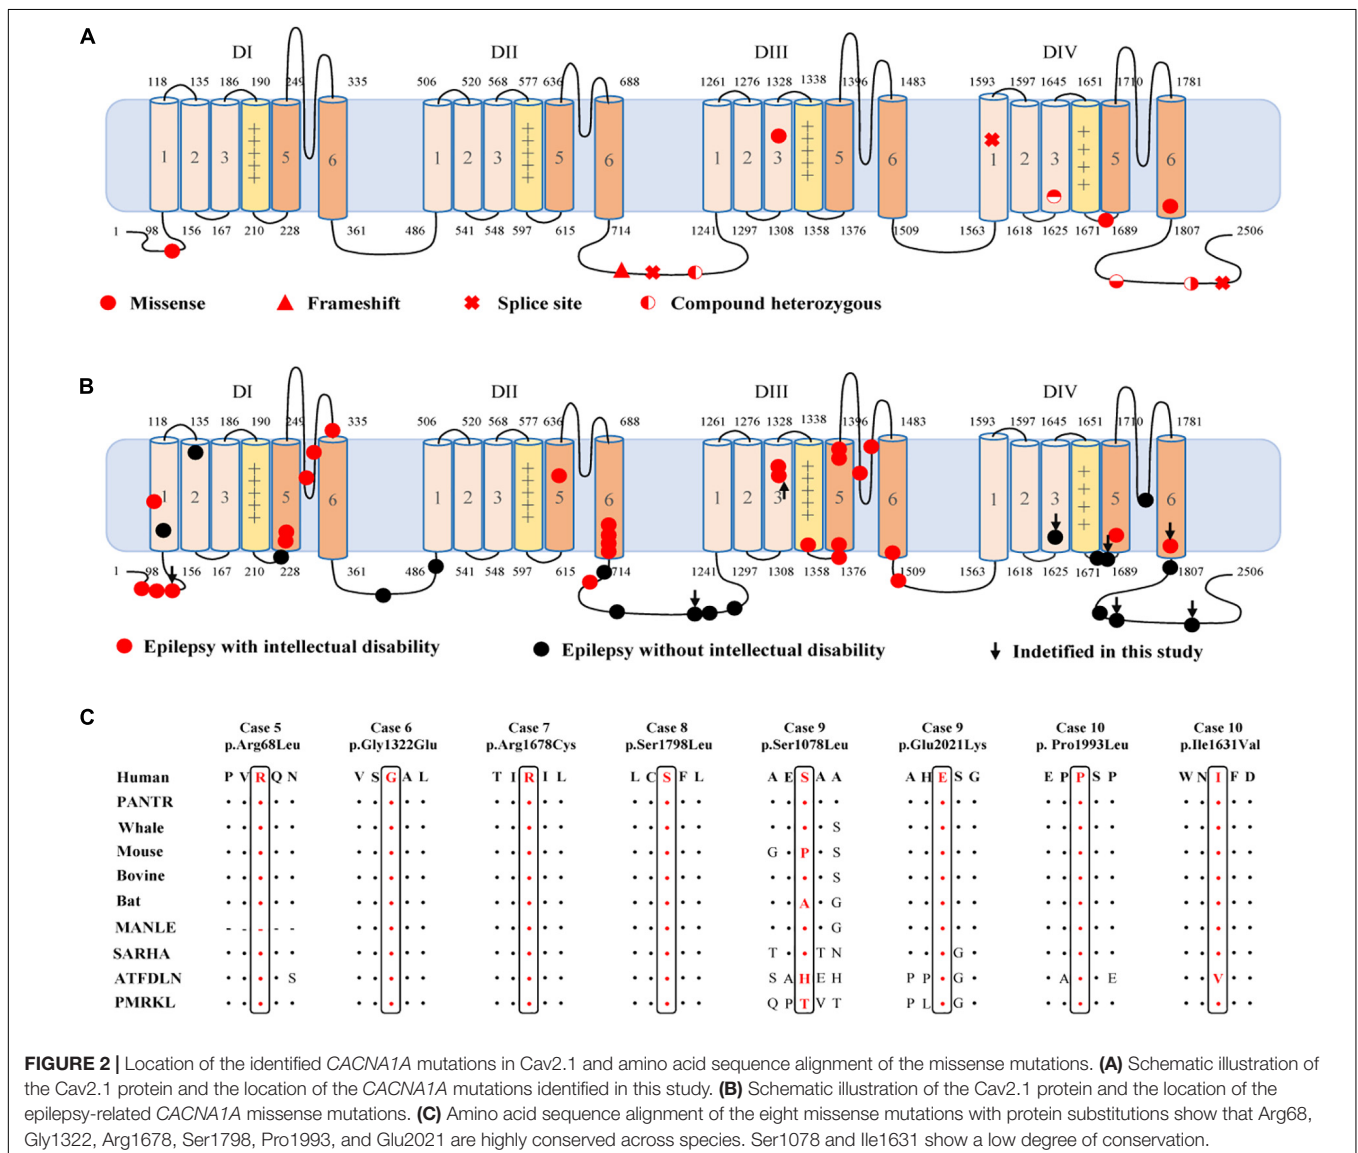 A
DI DII DIII DIV
118 135 186 190 249 335 506 520 568 577 636 688 1261 1276 1328 1338 1396 1483 1593 1597 1645 1651 1710 1781
+ + + + + + + + + + + + + + + + + + +
1 2 3 5 6 1 2 3 5 6 1 2 3 5 6 1 2 3 5 6
1 98 156 167 210 228 361 486 541 548 597 615 714 1241 1297 1308 1358 1376 1509 1563 1618 1625 1671 1689 1807 2506
Missense Frameshift Splice site Compound heterozygous
B
DI DII DIII DIV
118 135 186 190 249 335 506 520 568 577 636 688 1261 1276 1328 1338 1396 1483 1593 1597 1645 1651 1710 1781
+ + + + + + + + + + + + + + + + + + +
1 2 3 5 6 1 2 3 5 6 1 2 3 5 6 1 2 3 5 6
1 98 156 167 210 228 361 486 541 548 597 615 714 1241 1297 1308 1358 1376 1509 1563 1618 1625 1671 1689 1807 2506
Epilepsy with intellectual disability Epilepsy without intellectual disability Indetified in this study
C
Case 5 Case 6 Case 7 Case 8 Case 9 Case 9 Case 10 Case 10
p.Arg68Leu p.Gly1322Glu p.Arg1678Cys p.Ser1798Leu p.Ser1078Leu p.Glu2021Lys p. Pro1993Leu p.Ile1631Val
Human P V R Q N V S G A L T I R I L L C S F L A E S A A A H E S G E P P S P W N I F D
PANTR · · · · · · · · · · · · · · · · · · · · · · · · · · · · · · · · · · · · · · · ·
Whale · · · · · · · · · · · · · · · · · · · · · · · · S · · · · · · · · · · · · · · ·
Mouse · · · · · · · · · · · · · · · · · · · · G · P · S · · · · · · · · · · · · · · ·
Bovine · · · · · · · · · · · · · · · · · · · · · · · · S · · · · · · · · · · · · · · ·
Bat · · · · · · · · · · · · · · · · · · · · · · A · G · · · · · · · · · · · · · · ·
MANLE - - - - - · · · · · · · · · · · · · · · · · · · G · · · · · · · · · · · · · · ·
SARHA · · · · · · · · · · · · · · · · · · · · T · · T N · · · G · · · · · · · · · · ·
ATFDLN · · · · S · · · · · · · · · · · · · · · S A H E H P P · G · · A · · E · · V · ·
PMRKL · · · · · · · · · · · · · · · · · · · · Q P T V T P L · G · · · · · · · · · · ·
FIGURE 2 | Location of the identified CACNA1A mutations in Cav2.1 and amino acid sequence alignment of the missense mutations. (A) Schematic illustration of
the Cav2.1 protein and the location of the CACNA1A mutations identified in this study. (B) Schematic illustration of the Cav2.1 protein and the location of the
epilepsy-related CACNA1A missense mutations. (C) Amino acid sequence alignment of the eight missense mutations with protein substitutions show that Arg68,
Gly1322, Arg1678, Ser1798, Pro1993, and Glu2021 are highly conserved across species. Ser1078 and Ile1631 show a low degree of conservation.